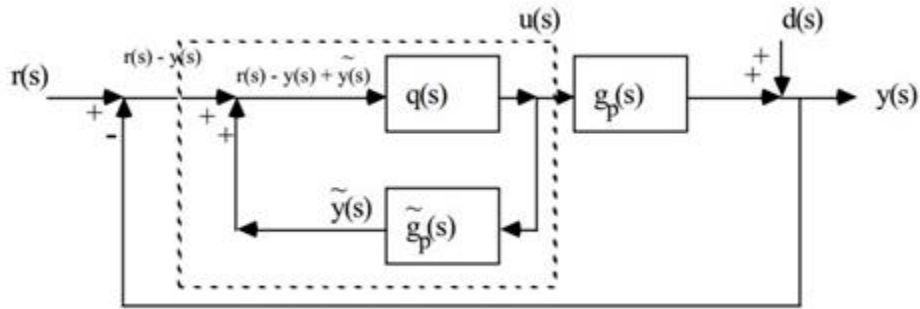 u(s)
d(s)
r(s)
r(s) - y(s)
r(s) - y(s) + ỹ(s)
q(s)
g_p(s)
y(s)
+
-
+
+
+
+
ỹ(s)
g̃_p(s)